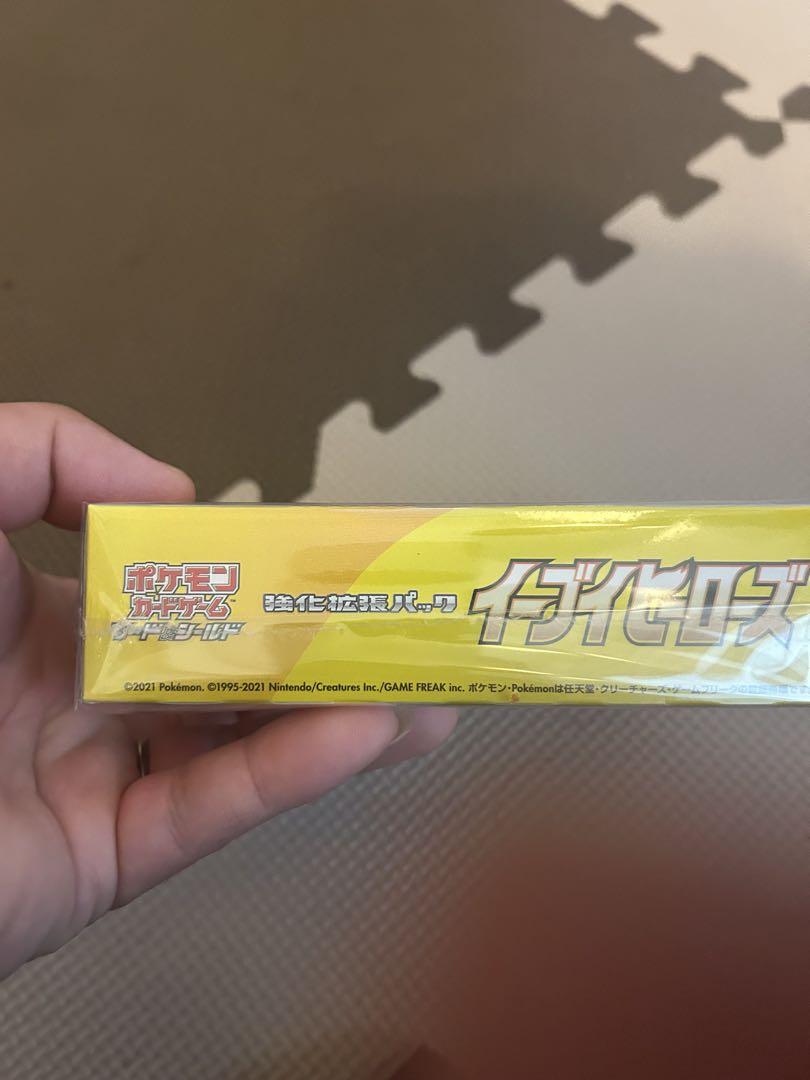 ポケモン
カードゲーム
ソード&シールド
強化拡張パック
イーブイヒーローズ
©2021 Pokémon. ©1995-2021 Nintendo/Creatures Inc./GAME FREAK inc. ポケモン・Pokémonは任天堂・クリーチャーズ・ゲームフリークの登録商標です